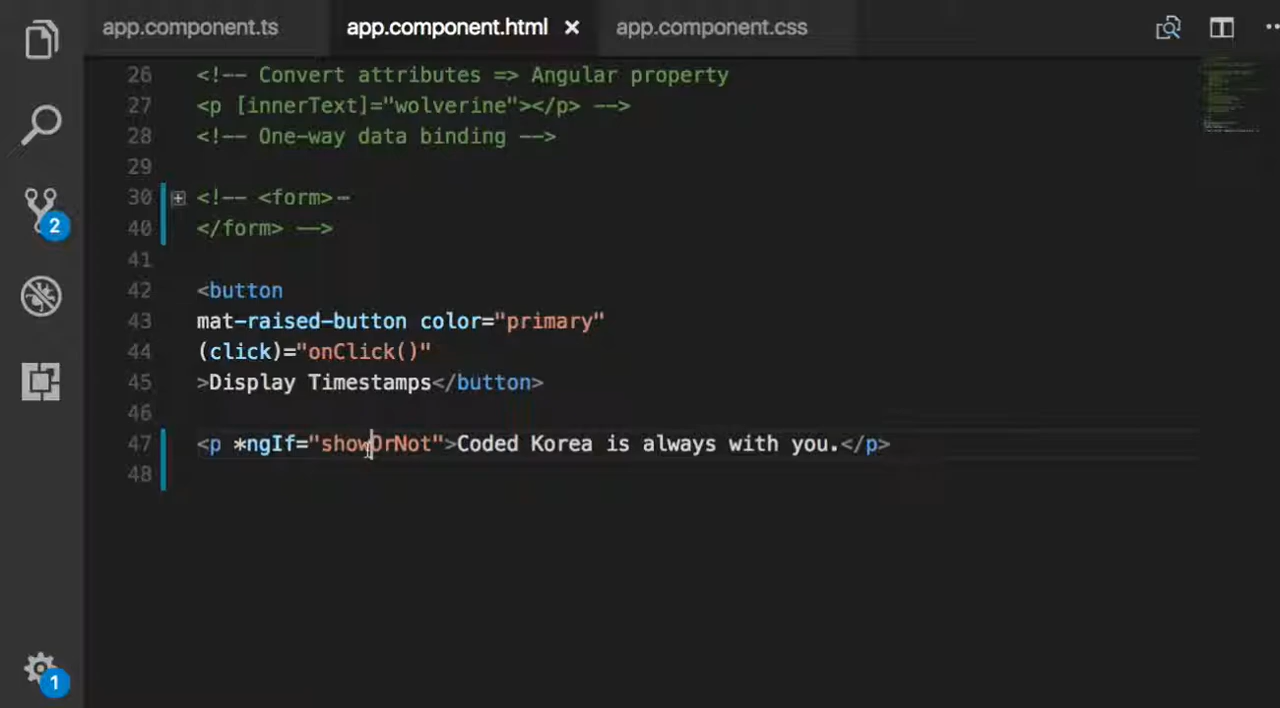 app.component.ts app.component.html × app.component.css
26 <!-- Convert attributes => Angular property
27 <p [innerText]="wolverine"></p> -->
28 <!-- One-way data binding -->
29
30 <!-- <form>
40 </form> -->
41
42 <button
43 mat-raised-button color="primary"
44 (click)="onClick()"
45 >Display Timestamps</button>
46
47 <p *ngIf="showOrNot">Coded Korea is always with you.</p>
48
2
1